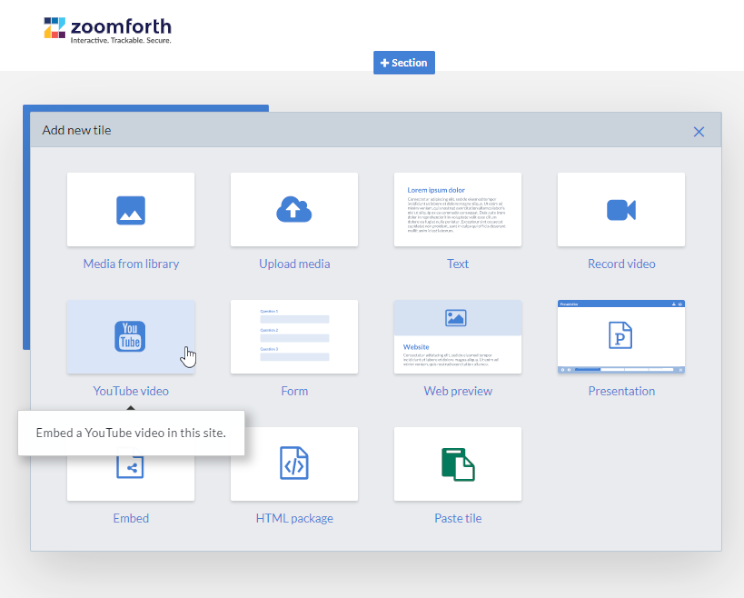 zoomforth
Interactive. Trackable. Secure.
+ Section
Add new tile
Lorem ipsum dolor
Media from library
Upload media
Text
Record video
You
Tube
Question 1
Question 2
Question 3
Website
Presentation
P
YouTube video
Form
Web preview
Presentation
Embed a YouTube video in this site.
Embed
HTML package
Paste tile